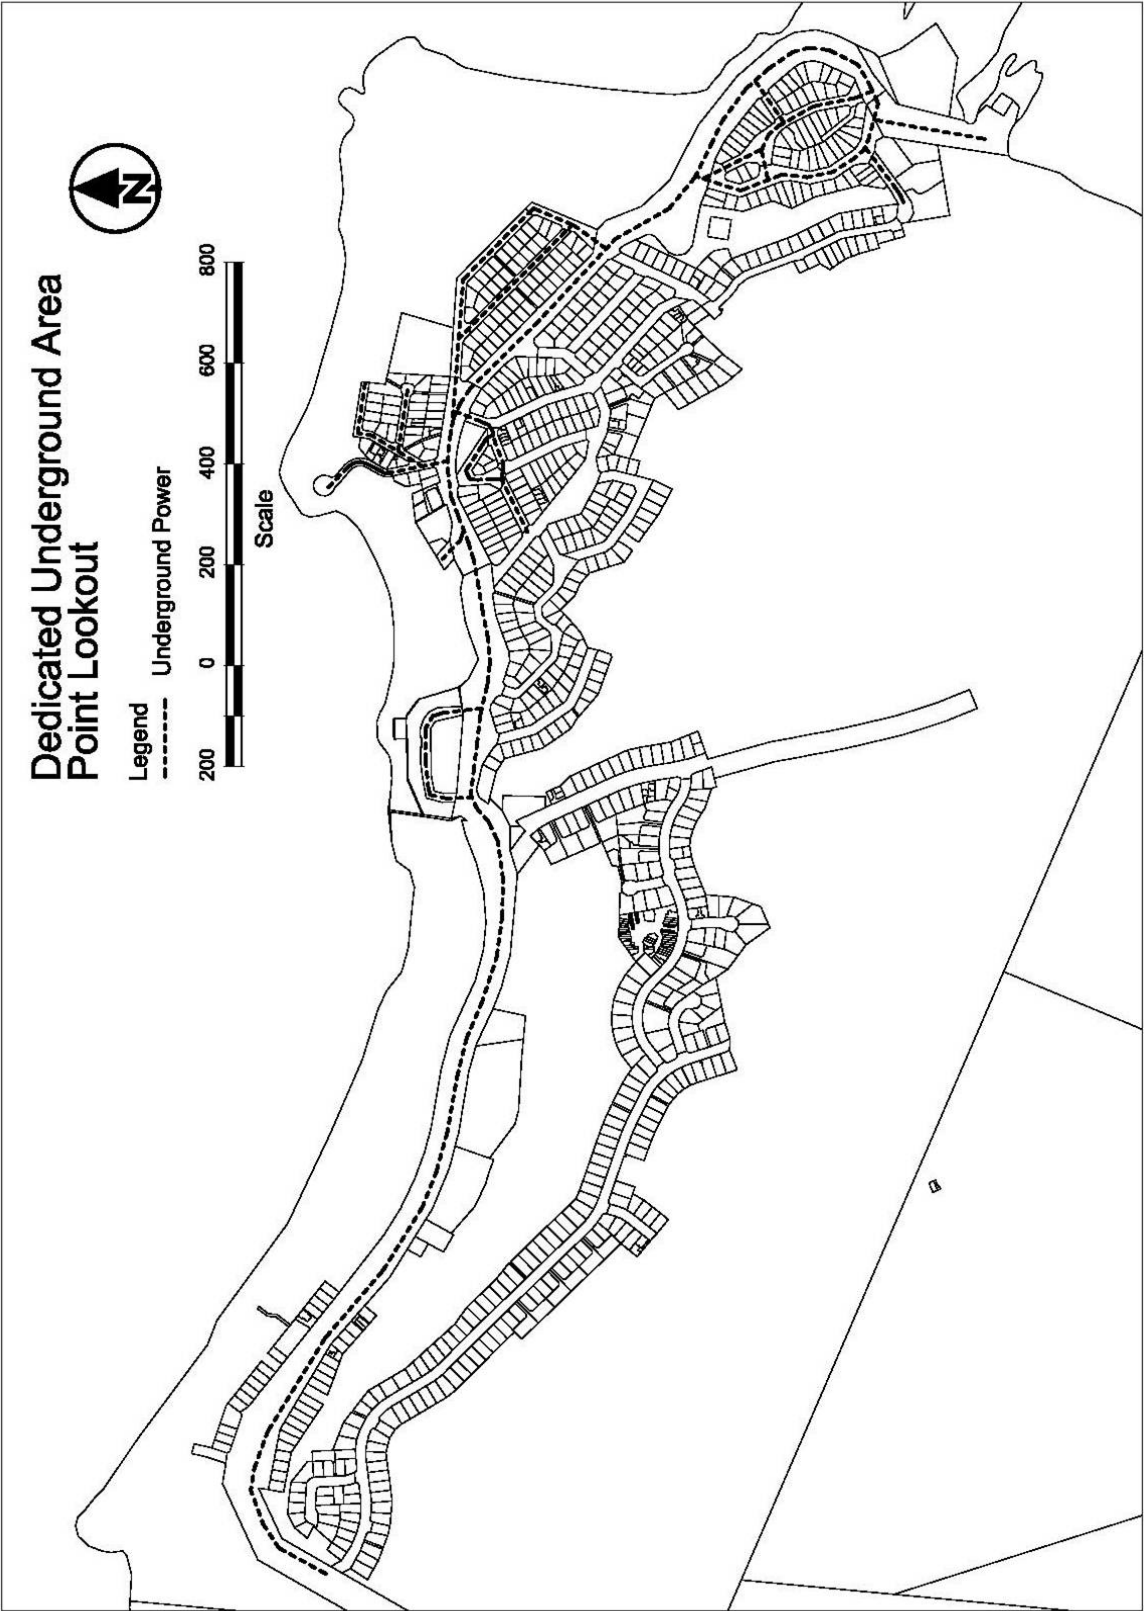 Dedicated Underground Area
Point Lookout
Legend
Underground Power
N
200 0 200 400 600 800
Scale